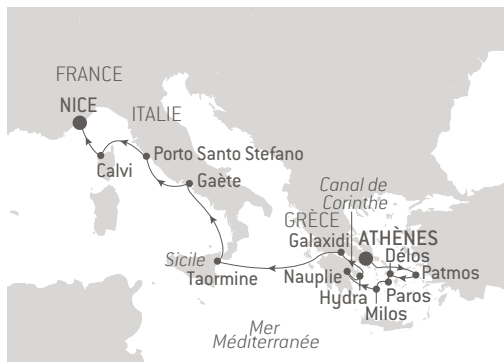 FRANCE
NICE
ITALIE
Calvi
Porto Santo Stefano
Gaète
Canal de
Corinthe
GRÈCE
Galaxidi
ATHÈNES
Délos
Sicile
Taormine
Nauplie
Patmos
Hydra
Paros
Milos
Mer
Méditerranée